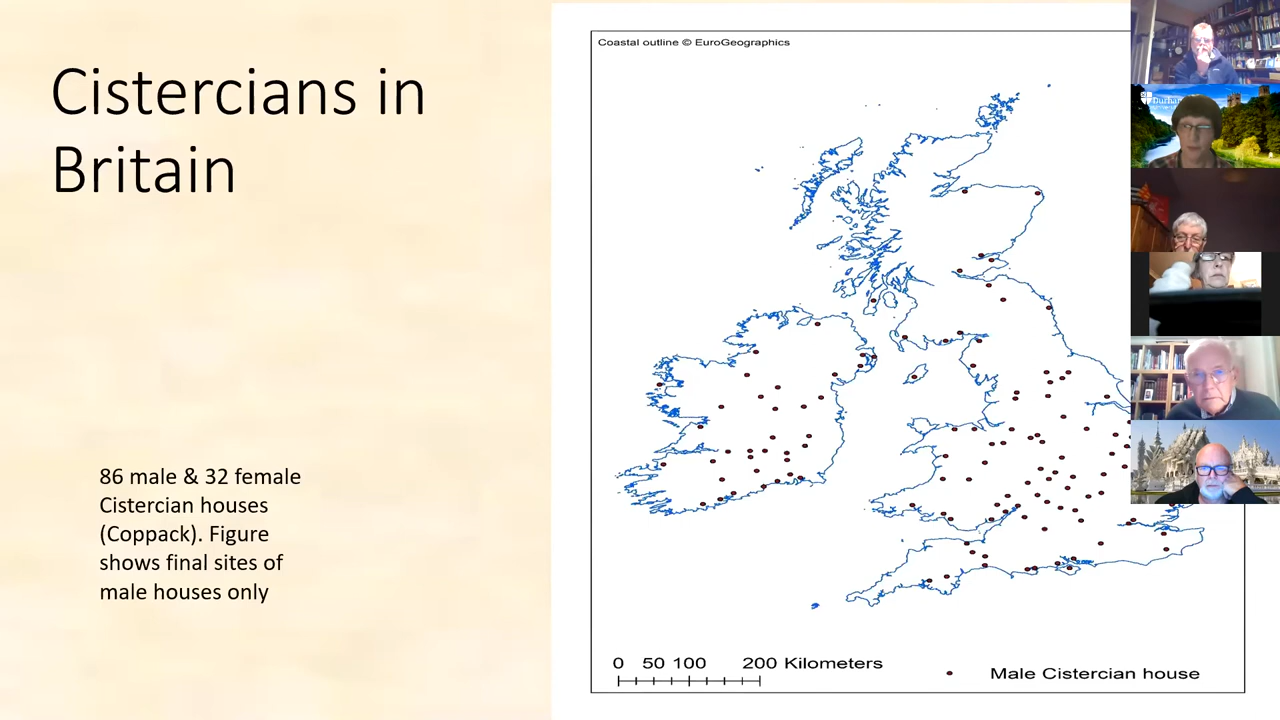 Cistercians in
Britain
86 male & 32 female
Cistercian houses
(Coppack). Figure
shows final sites of
male houses only
Coastal outline © EuroGeographics
0 50 100 200 Kilometers
Male Cistercian house